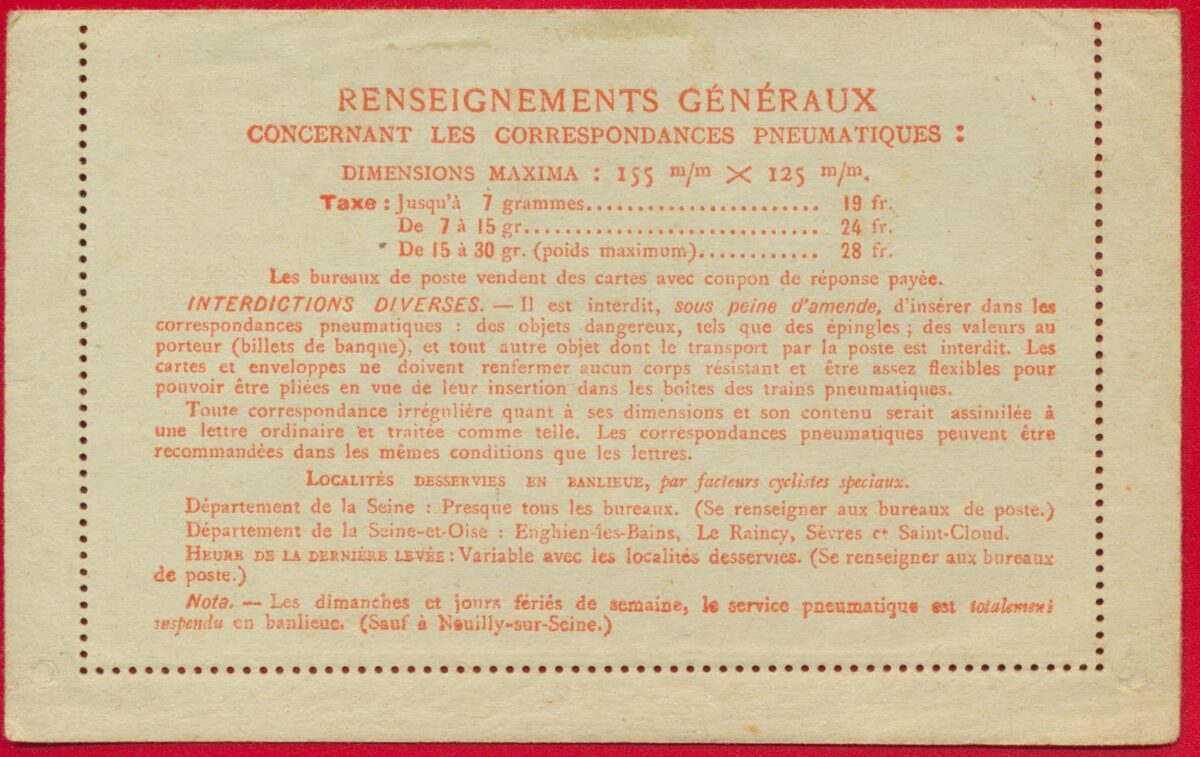 RENSEIGNEMENTS GÉNÉRAUX
CONCERNANT LES CORRESPONDANCES PNEUMATIQUES :
DIMENSIONS MAXIMA : 155 m/m × 125 m/m.
Taxe : Jusqu'à 7 grammes....................... 19 fr.
De 7 à 15 gr............................... 24 fr.
De 15 à 30 gr. (poids maximum)............. 28 fr.
Les bureaux de poste vendent des cartes avec coupon de réponse payée.
INTERDICTIONS DIVERSES. — Il est interdit, sous peine d'amende, d'insérer dans les
correspondances pneumatiques : des objets dangereux, tels que des épingles ; des valeurs au
porteur (billets de banque), et tout autre objet dont le transport par la poste est interdit. Les
cartes et enveloppes ne doivent renfermer aucun corps résistant et être assez flexibles pour
pouvoir être pliées en vue de leur insertion dans les boîtes des trains pneumatiques.
Toute correspondance irrégulière quant à ses dimensions et son contenu serait assimilée à
une lettre ordinaire et traitée comme telle. Les correspondances pneumatiques peuvent être
recommandées dans les mêmes conditions que les lettres.
LOCALITÉS DESSERVIES EN BANLIEUE, par facteurs cyclistes speciaux.
Département de la Seine : Presque tous les bureaux. (Se renseigner aux bureaux de poste.)
Département de la Seine-et-Oise : Enghien-les-Bains, Le Raincy, Sèvres et Saint-Cloud.
HEURE DE LA DERNIÈRE LEVÉE : Variable avec les localités desservies. (Se renseigner aux bureaux
de poste.)
Nota. — Les dimanches et jours fériés de semaine, le service pneumatique est totalement
suspendu en banlieue. (Sauf à Neuilly-sur-Seine.)